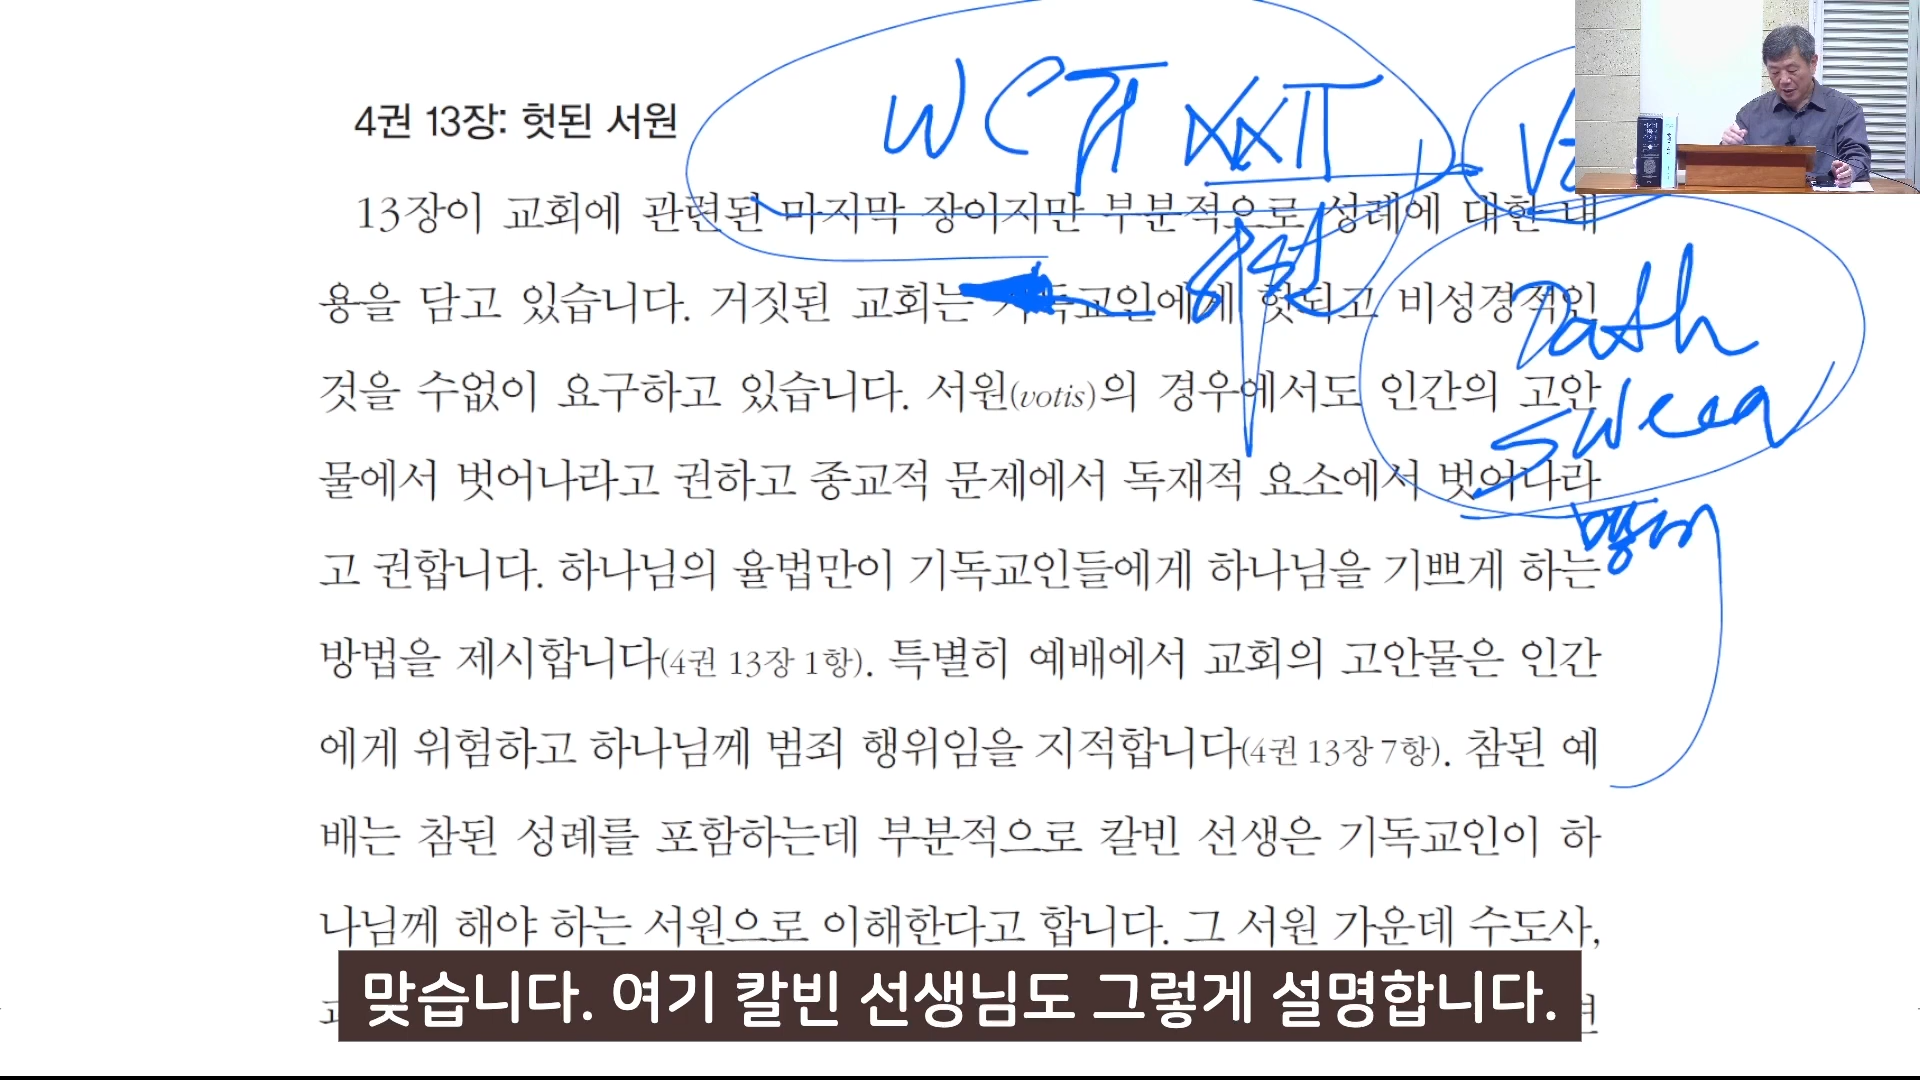 4권 13장: 헛된 서원
WCF XXII
13장이 교회에 관련된 마지막 장이지만 부분적으로 성례에 대한 내
서원
용을 담고 있습니다. 거짓된 교회는 기독교인에게 헛되고 비성경적인
것을 수없이 요구하고 있습니다. 서원(votis)의 경우에서도 인간의 고안
물에서 벗어나라고 권하고 종교적 문제에서 독재적 요소에서 벗어나라
고 권합니다. 하나님의 율법만이 기독교인들에게 하나님을 기쁘게 하는
방법을 제시합니다(4권 13장 1항). 특별히 예배에서 교회의 고안물은 인간
에게 위험하고 하나님께 범죄 행위임을 지적합니다(4권 13장 7항). 참된 예
배는 참된 성례를 포함하는데 부분적으로 칼빈 선생은 기독교인이 하
나님께 해야 하는 서원으로 이해한다고 합니다. 그 서원 가운데 수도사,
맞습니다. 여기 칼빈 선생님도 그렇게 설명합니다.